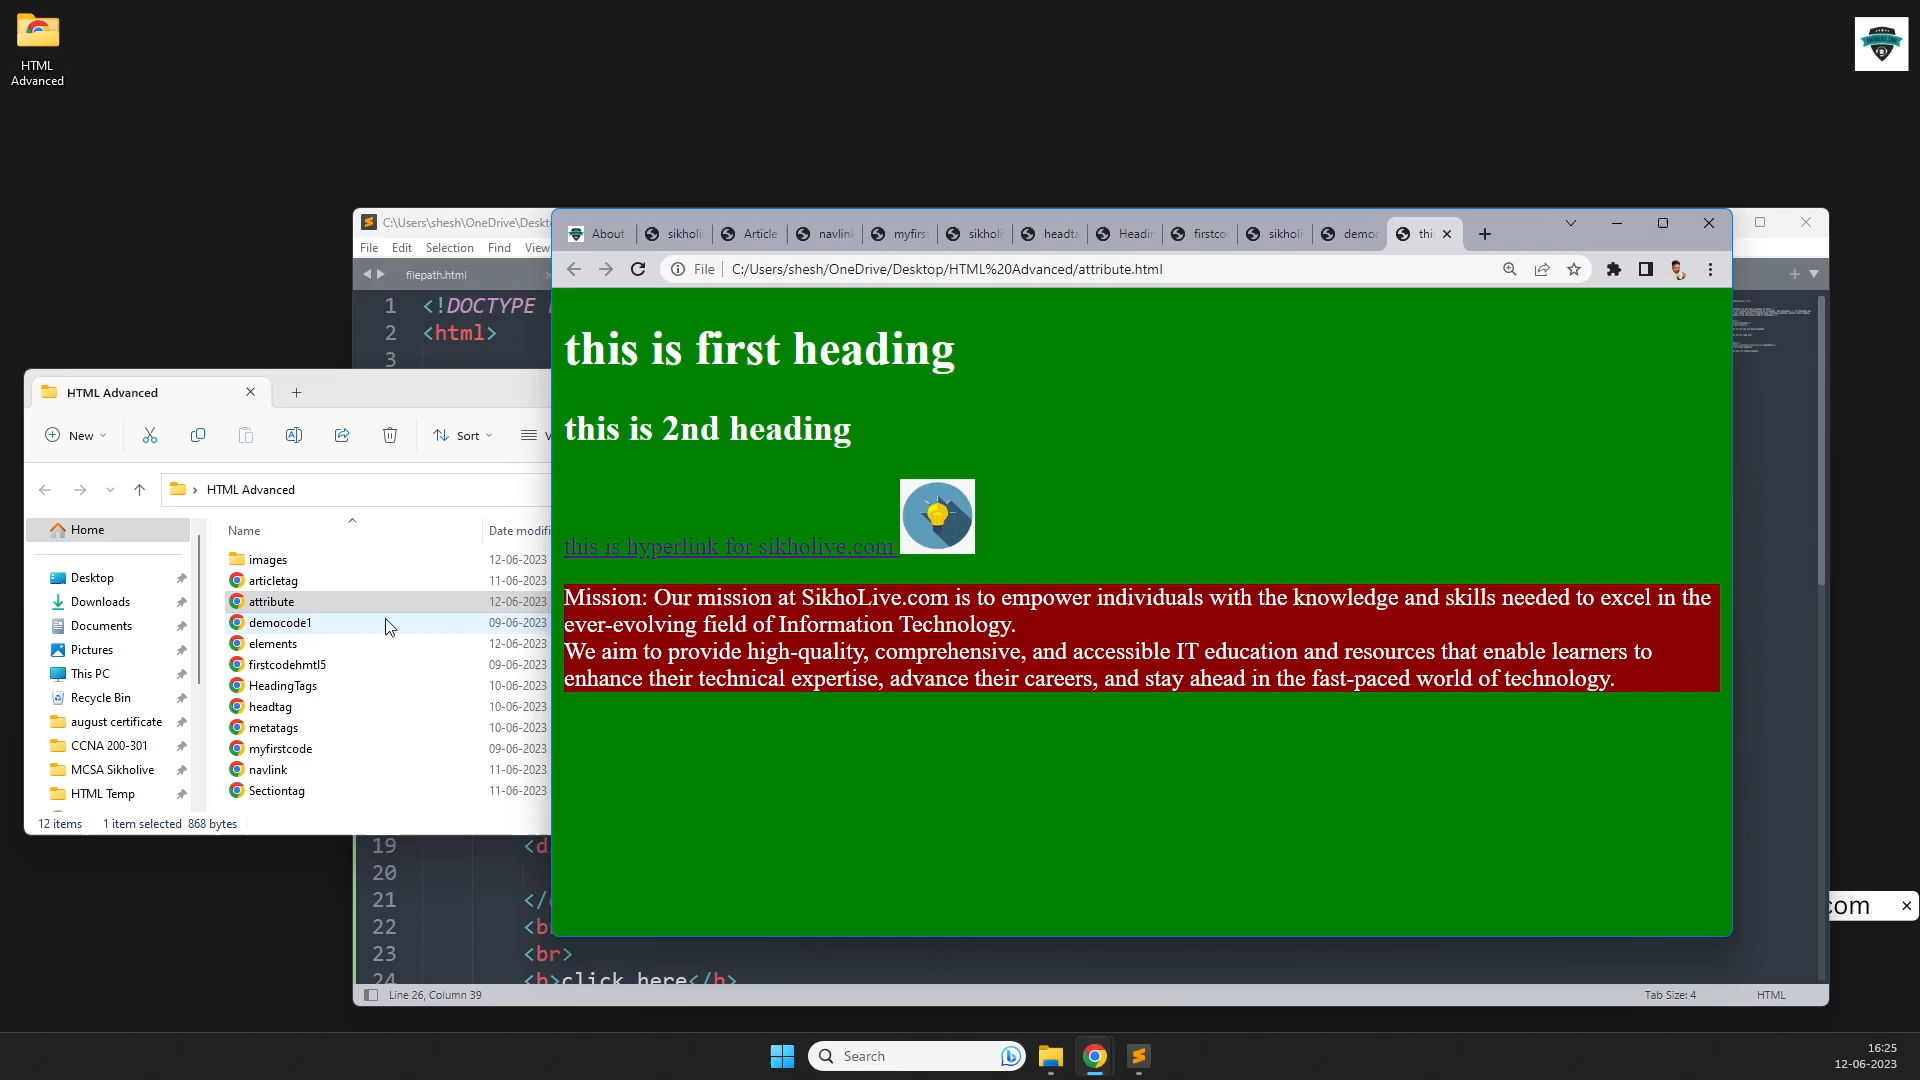 HTML
Advanced
C:\Users\shesh\OneDrive\Deskt
File Edit Selection Find View
filepath.html
1 <!DOCTYPE
2 <html>
3
About
sikholi
Article
navlin
myfirst
sikholi
headta
Headin
firstco
sikholi
democ
thi
File C:/Users/shesh/OneDrive/Desktop/HTML%20Advanced/attribute.html
this is first heading
this is 2nd heading
this is hyperlink for sikholive.com
Mission: Our mission at SikhoLive.com is to empower individuals with the knowledge and skills needed to excel in the
ever-evolving field of Information Technology.
We aim to provide high-quality, comprehensive, and accessible IT education and resources that enable learners to
enhance their technical expertise, advance their careers, and stay ahead in the fast-paced world of technology.
HTML Advanced
New Sort V
HTML Advanced
Home
Desktop
Downloads
Documents
Pictures
This PC
Recycle Bin
august certificate
CCNA 200-301
MCSA Sikholive
HTML Temp
Name Date modifi
images 12-06-2023
articletag 11-06-2023
attribute 12-06-2023
democode1 09-06-2023
elements 12-06-2023
firstcodehmtl5 09-06-2023
HeadingTags 10-06-2023
headtag 10-06-2023
metatags 10-06-2023
myfirstcode 09-06-2023
navlink 11-06-2023
Sectiontag 11-06-2023
12 items 1 item selected 868 bytes
19 <d
20
21 </
22 <b
23 <br>
24 <b>click here</b>
Line 26, Column 39 Tab Size: 4 HTML
.com
Search
16:25
12-06-2023